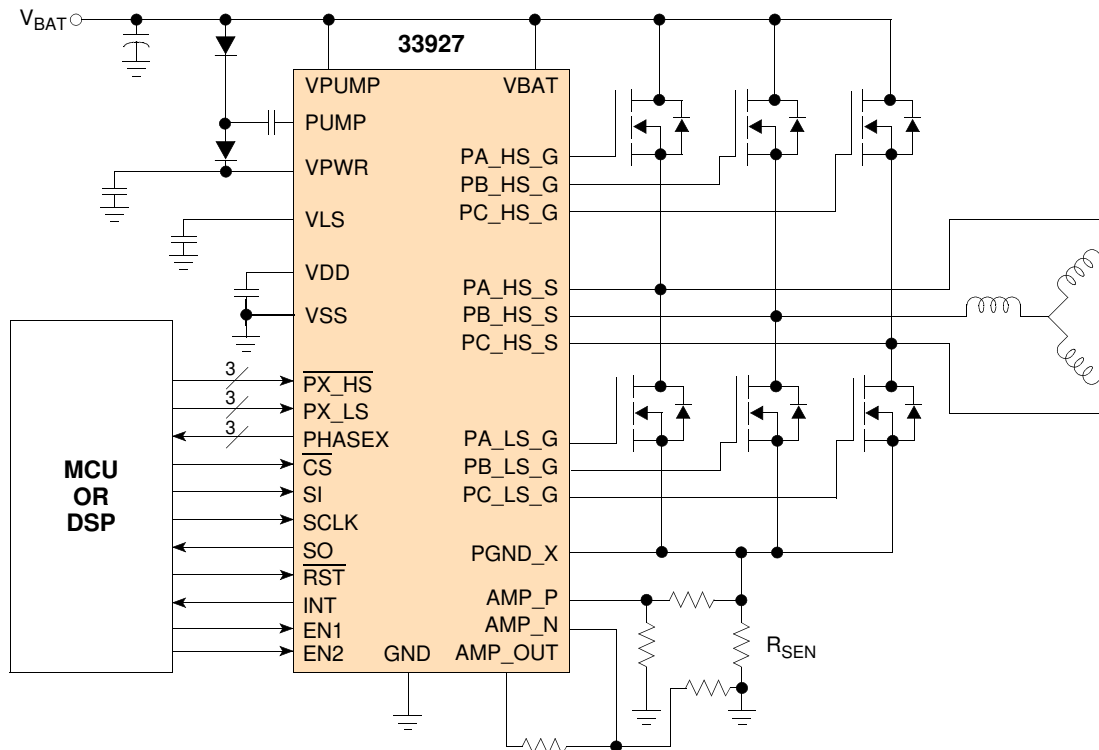 VBAT
33927
VPUMP
VBAT
PUMP
VPWR
VLS
VDD
VSS
PA_HS_G
PB_HS_G
PC_HS_G
PA_HS_S
PB_HS_S
PC_HS_S
MCU
OR
DSP
3
PX_HS
3
PX_LS
3
PHASEX
CS
SI
SCLK
SO
RST
INT
EN1
EN2
GND
PA_LS_G
PB_LS_G
PC_LS_G
PGND_X
AMP_P
AMP_N
AMP_OUT
RSEN